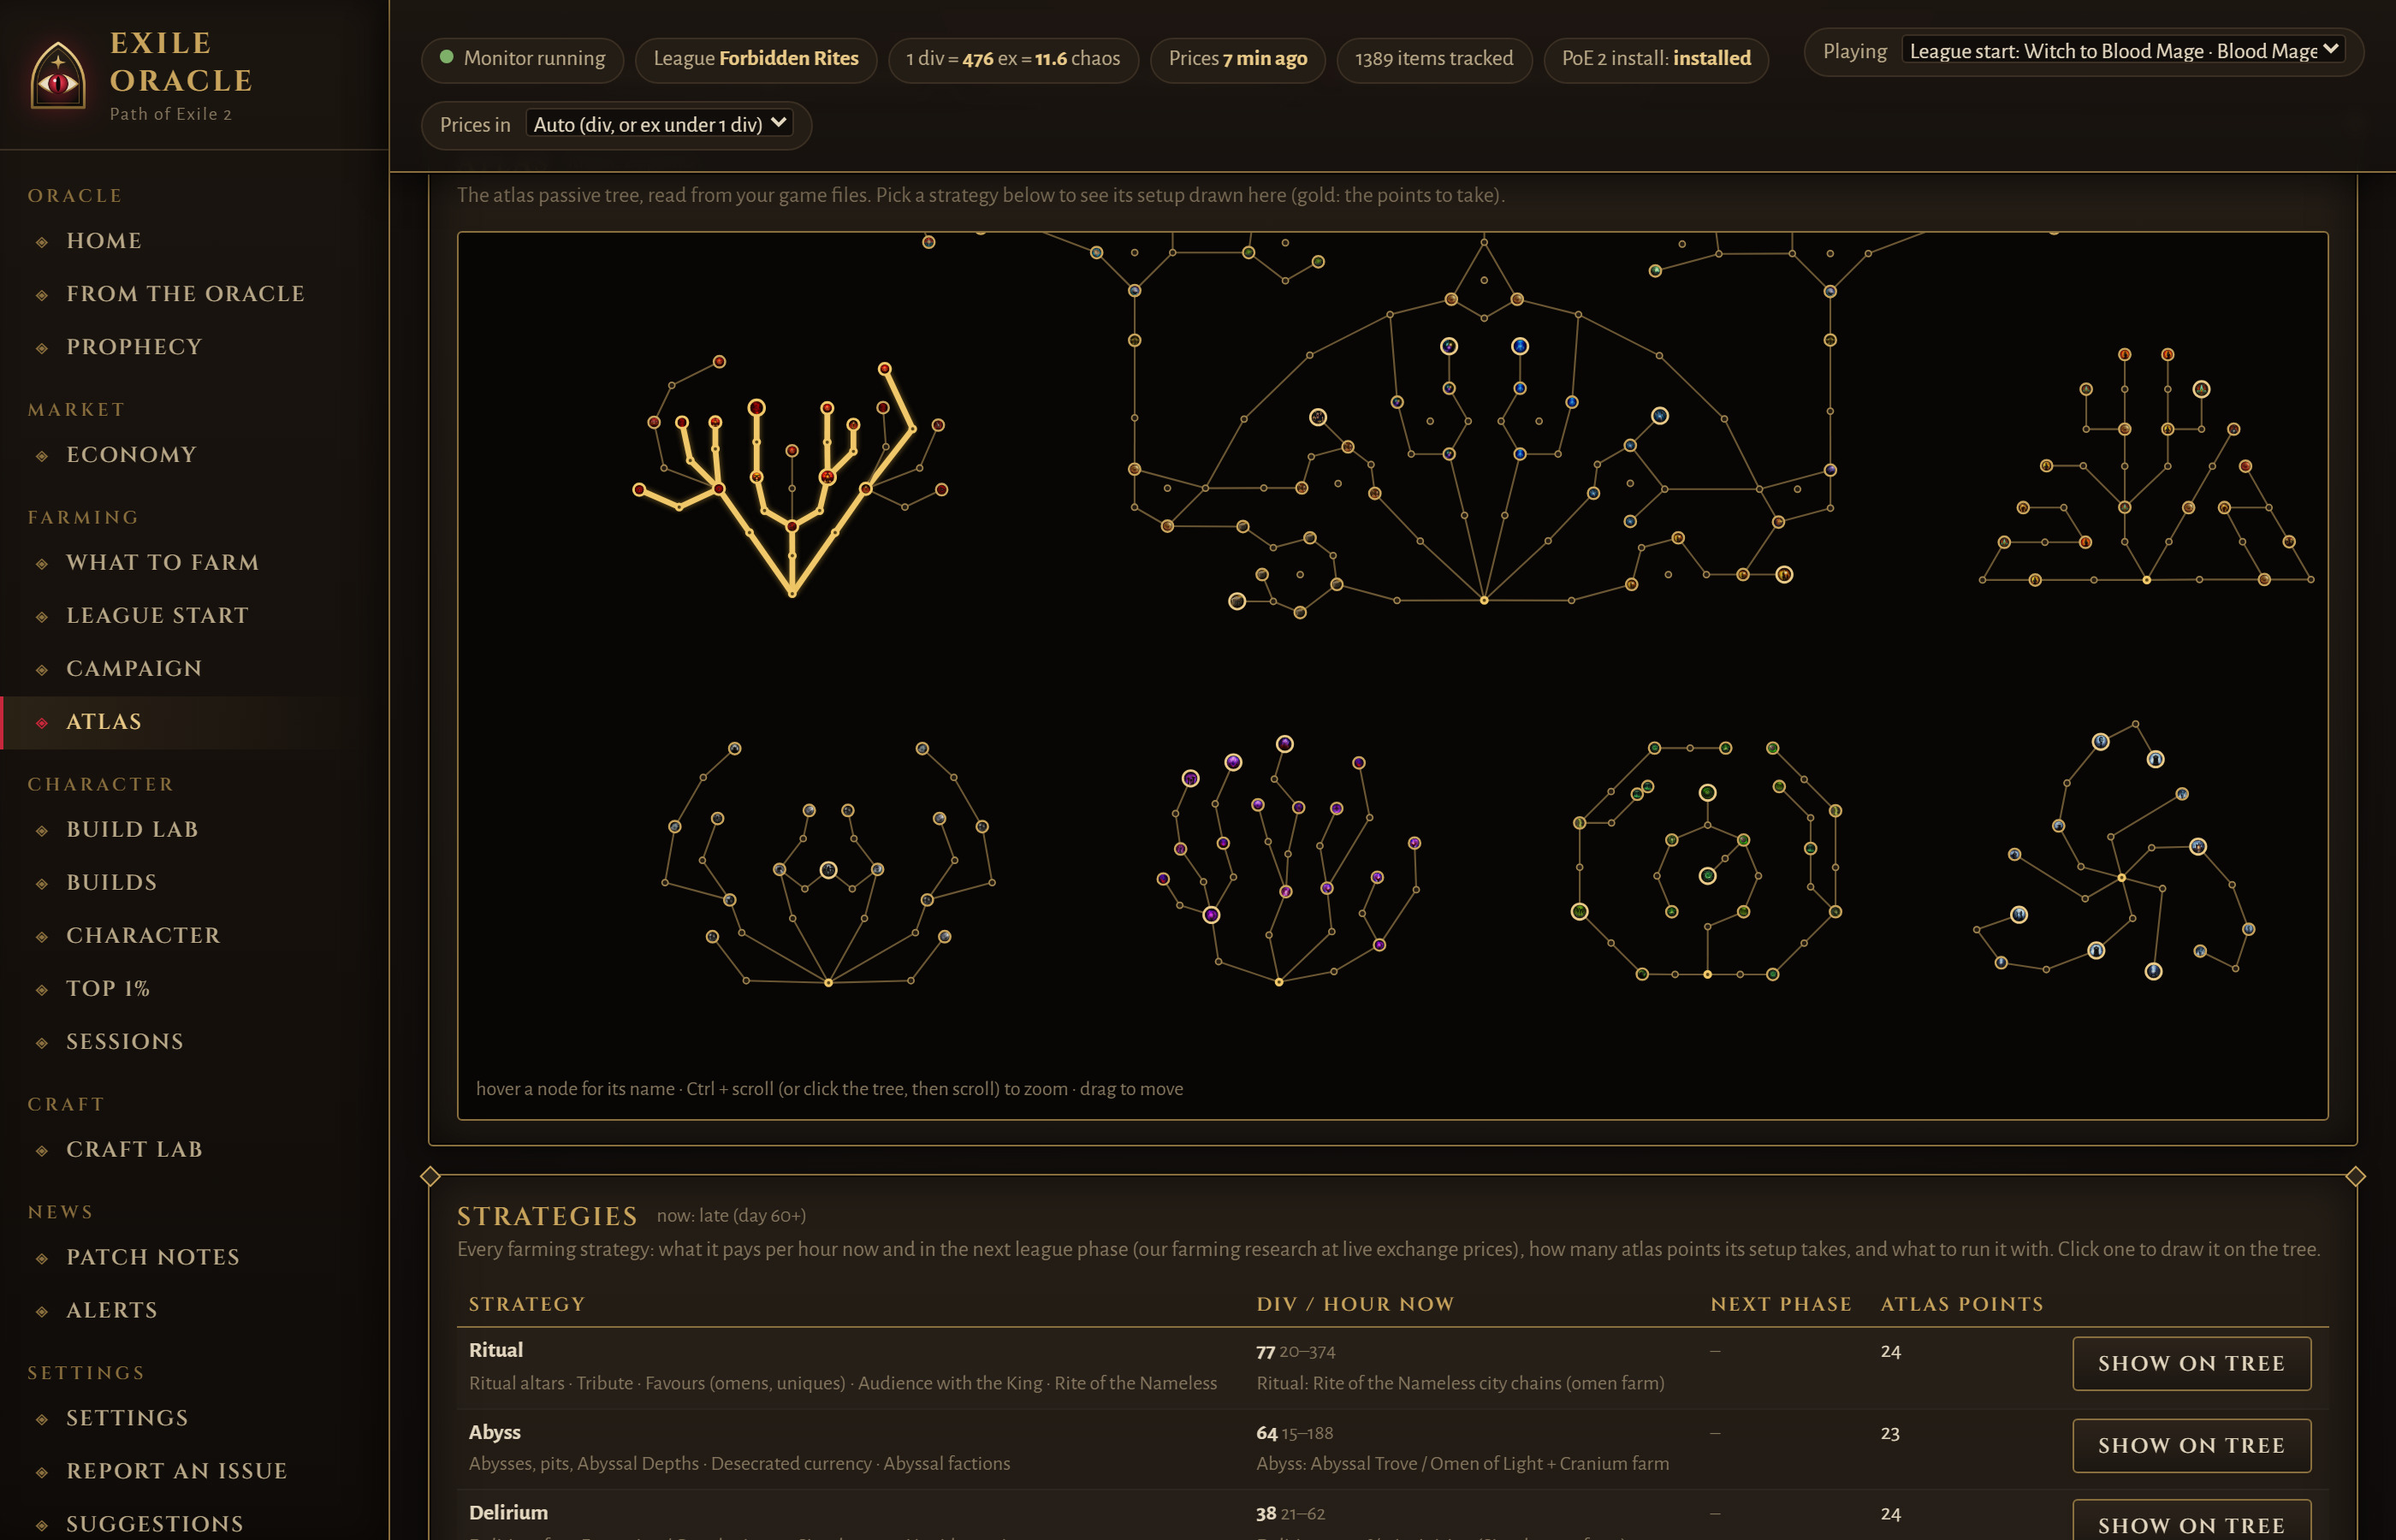 EXILE
ORACLE
Path of Exile 2
ORACLE
HOME
FROM THE ORACLE
PROPHECY
MARKET
ECONOMY
FARMING
WHAT TO FARM
LEAGUE START
CAMPAIGN
ATLAS
CHARACTER
BUILD LAB
BUILDS
CHARACTER
TOP 1%
SESSIONS
CRAFT
CRAFT LAB
NEWS
PATCH NOTES
ALERTS
SETTINGS
SETTINGS
REPORT AN ISSUE
SUGGESTIONS
Monitor running
League Forbidden Rites
1 div = 476 ex = 11.6 chaos
Prices 7 min ago
1389 items tracked
PoE 2 install: installed
Playing League start: Witch to Blood Mage · Blood Mage
Prices in Auto (div, or ex under 1 div)
The atlas passive tree, read from your game files. Pick a strategy below to see its setup drawn here (gold: the points to take).
hover a node for its name · Ctrl + scroll (or click the tree, then scroll) to zoom · drag to move
STRATEGIES now: late (day 60+)
Every farming strategy: what it pays per hour now and in the next league phase (our farming research at live exchange prices), how many atlas points its setup takes, and what to run it with. Click one to draw it on the tree.
STRATEGY DIV / HOUR NOW NEXT PHASE ATLAS POINTS
Ritual 77 20–374 – 24 SHOW ON TREE
Ritual altars · Tribute · Favours (omens, uniques) · Audience with the King · Rite of the Nameless Ritual: Rite of the Nameless city chains (omen farm)
Abyss 64 15–188 – 23 SHOW ON TREE
Abysses, pits, Abyssal Depths · Desecrated currency · Abyssal factions Abyss: Abyssal Trove / Omen of Light + Cranium farm
Delirium 38 21–62 – 24 SHOW ON TREE